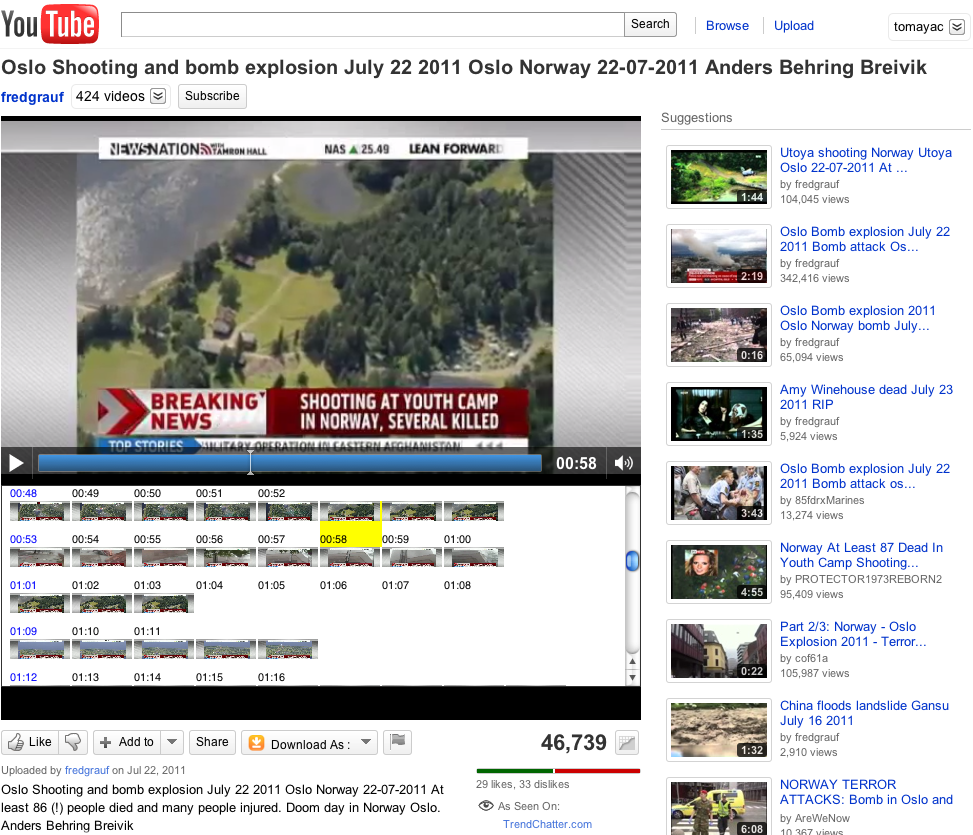 YouTube
Search
Browse
Upload
tomayac
Oslo Shooting and bomb explosion July 22 2011 Oslo Norway 22-07-2011 Anders Behring Breivik
fredgrauf
424 videos
Subscribe
NEWSNATION WITH TAMRON HALL
NAS ▲ 25.49
LEAN FORWARD
BREAKING NEWS
SHOOTING AT YOUTH CAMP
IN NORWAY, SEVERAL KILLED
TOP STORIES
MILITARY OPERATION IN EASTERN AFGHANISTAN
00:58
00:48 00:49 00:50 00:51 00:52
00:53 00:54 00:55 00:56 00:57 00:58 00:59 01:00
01:01 01:02 01:03 01:04 01:05 01:06 01:07 01:08
01:09 01:10 01:11
01:12 01:13 01:14 01:15 01:16
Like
Add to
Share
Download As :
46,739
Uploaded by fredgrauf on Jul 22, 2011
Oslo Shooting and bomb explosion July 22 2011 Oslo Norway 22-07-2011 At
least 86 (!) people died and many people injured. Doom day in Norway Oslo.
Anders Behring Breivik
29 likes, 33 dislikes
As Seen On:
TrendChatter.com
Suggestions
1:44
Utoya shooting Norway Utoya
Oslo 22-07-2011 At ...
by fredgrauf
104,045 views
2:19
Oslo Bomb explosion July 22
2011 Bomb attack Os...
by fredgrauf
342,416 views
0:16
Oslo Bomb explosion 2011
Oslo Norway bomb July...
by fredgrauf
65,094 views
1:35
Amy Winehouse dead July 23
2011 RIP
by fredgrauf
5,924 views
3:43
Oslo Bomb explosion July 22
2011 Bomb attack os...
by 85fdrxMarines
13,274 views
4:55
Norway At Least 87 Dead In
Youth Camp Shooting...
by PROTECTOR1973REBORN2
95,409 views
0:22
Part 2/3: Norway - Oslo
Explosion 2011 - Terror...
by cof61a
105,987 views
1:32
China floods landslide Gansu
July 16 2011
by fredgrauf
2,910 views
6:08
NORWAY TERROR
ATTACKS: Bomb in Oslo and
by AreWeNow
10,367 views